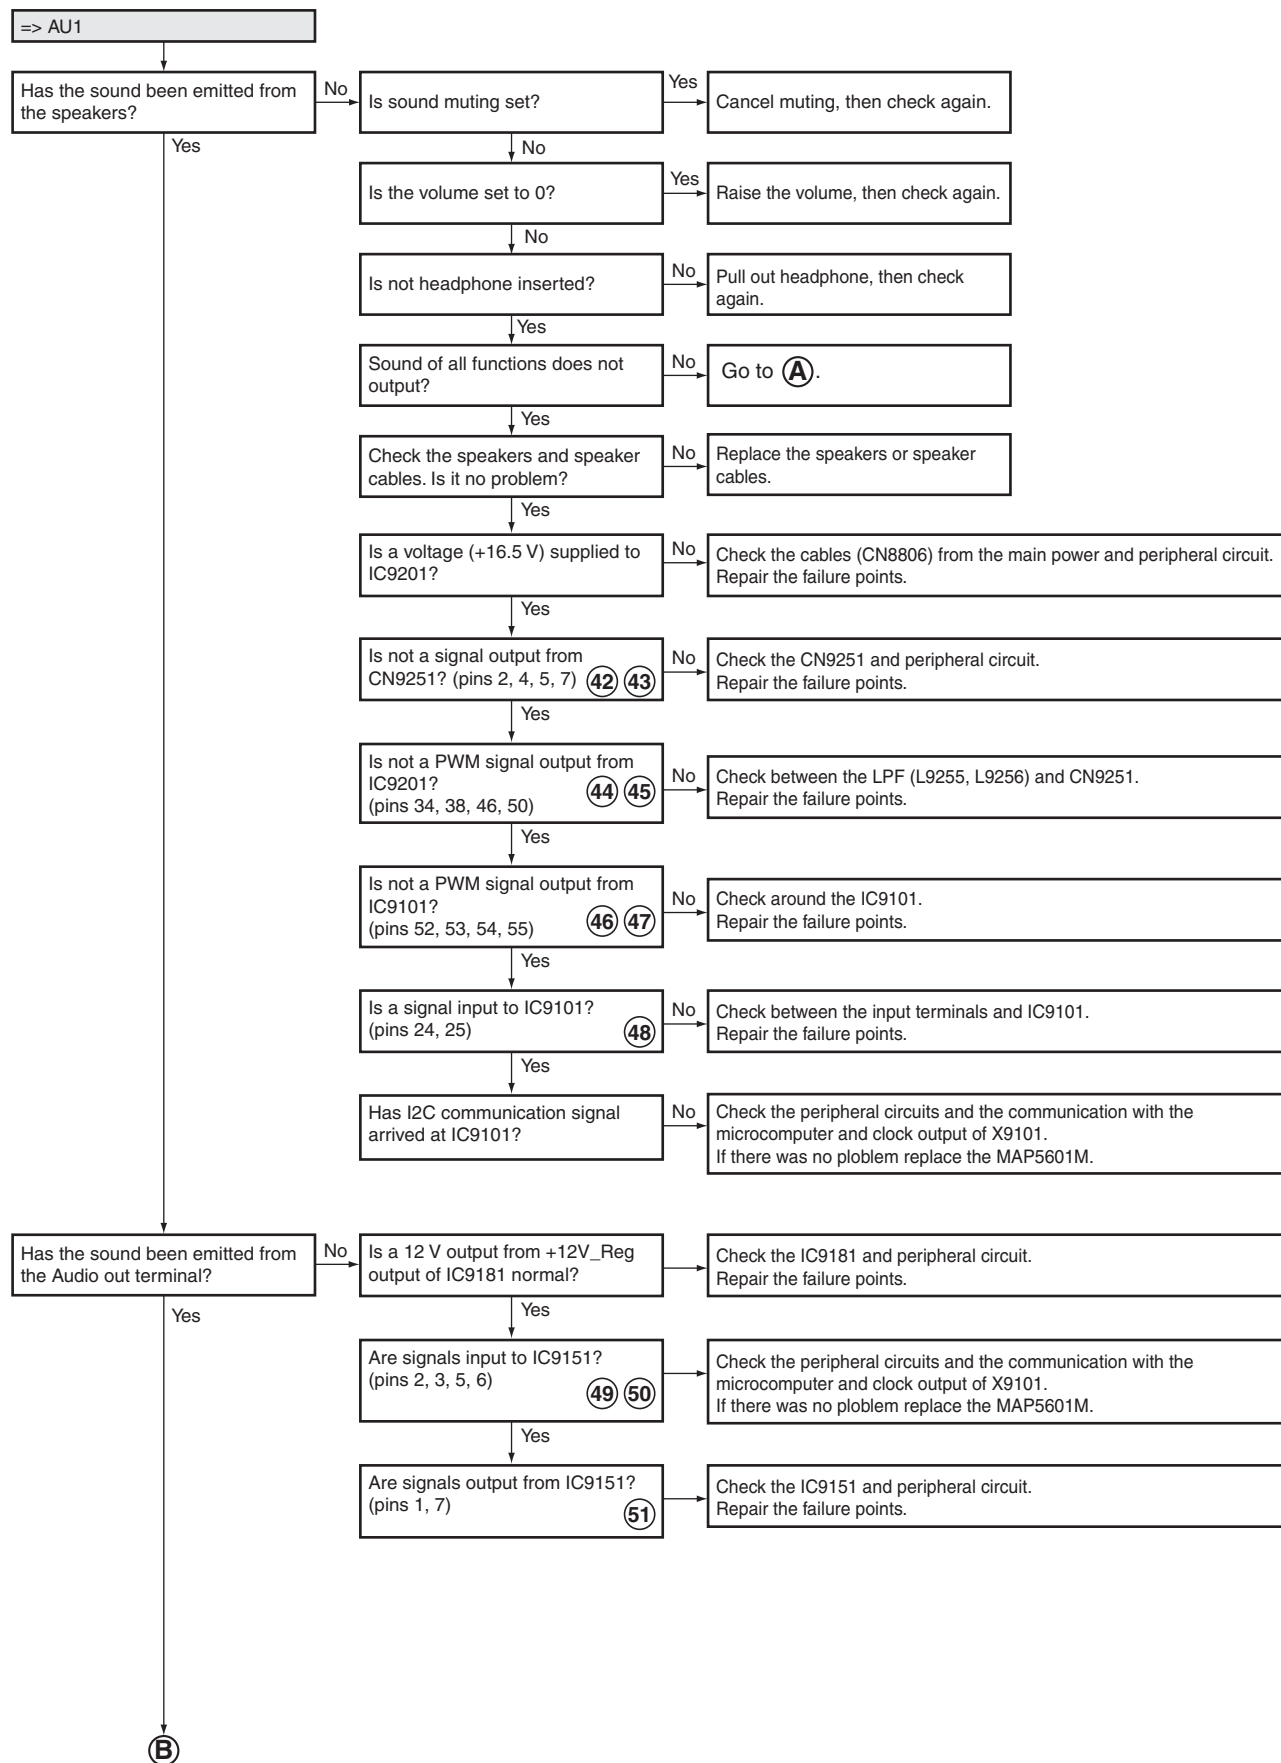 => AU1
Has the sound been emitted from
the speakers?
No
Is sound muting set?
Yes
Cancel muting, then check again.
Yes
No
Is the volume set to 0?
Yes
Raise the volume, then check again.
No
Is not headphone inserted?
No
Pull out headphone, then check
again.
Yes
Sound of all functions does not
output?
No
Go to A.
Yes
Check the speakers and speaker
cables. Is it no problem?
No
Replace the speakers or speaker
cables.
Yes
Is a voltage (+16.5 V) supplied to
IC9201?
No
Check the cables (CN8806) from the main power and peripheral circuit.
Repair the failure points.
Yes
Is not a signal output from
CN9251? (pins 2, 4, 5, 7) 42 43
No
Check the CN9251 and peripheral circuit.
Repair the failure points.
Yes
Is not a PWM signal output from
IC9201?
(pins 34, 38, 46, 50) 44 45
No
Check between the LPF (L9255, L9256) and CN9251.
Repair the failure points.
Yes
Is not a PWM signal output from
IC9101?
(pins 52, 53, 54, 55) 46 47
No
Check around the IC9101.
Repair the failure points.
Yes
Is a signal input to IC9101?
(pins 24, 25) 48
No
Check between the input terminals and IC9101.
Repair the failure points.
Yes
Has I2C communication signal
arrived at IC9101?
No
Check the peripheral circuits and the communication with the
microcomputer and clock output of X9101.
If there was no ploblem replace the MAP5601M.
Has the sound been emitted from
the Audio out terminal?
No
Is a 12 V output from +12V_Reg
output of IC9181 normal?
Check the IC9181 and peripheral circuit.
Repair the failure points.
Yes
Yes
Are signals input to IC9151?
(pins 2, 3, 5, 6) 49 50
Check the peripheral circuits and the communication with the
microcomputer and clock output of X9101.
If there was no ploblem replace the MAP5601M.
Yes
Are signals output from IC9151?
(pins 1, 7) 51
Check the IC9151 and peripheral circuit.
Repair the failure points.
B